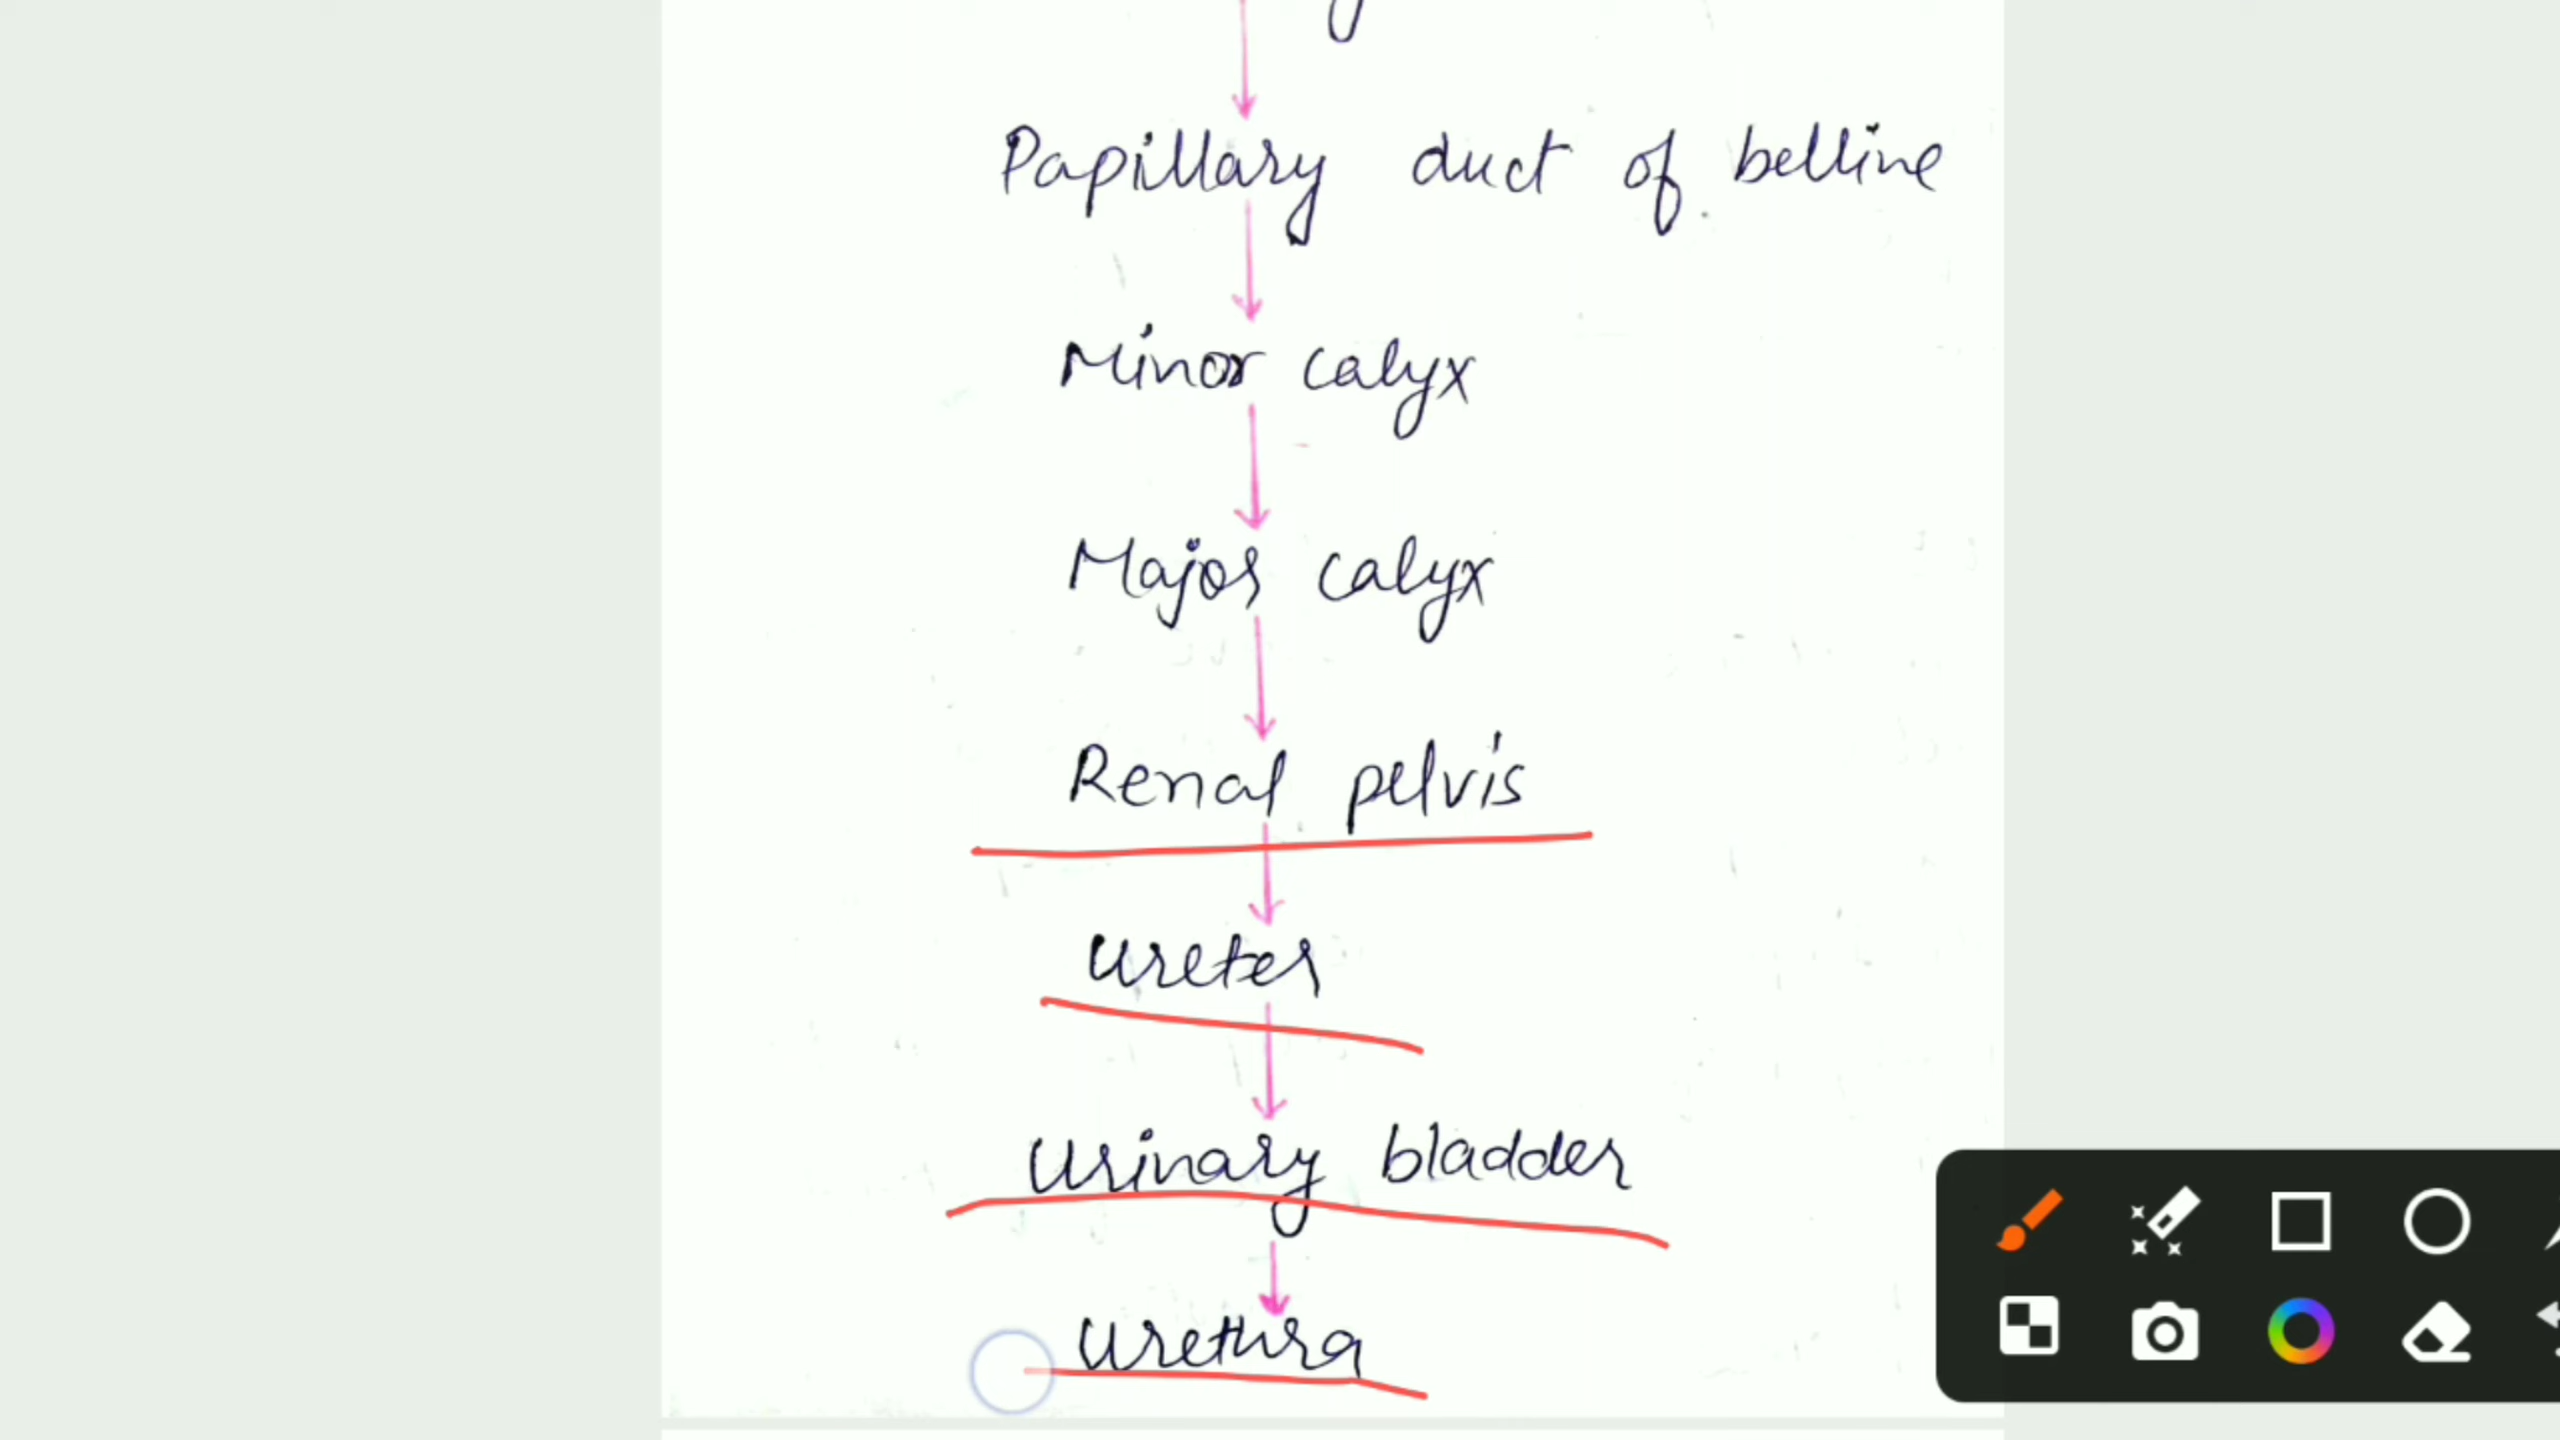 Papillary duct of belline
Minor calyx
Major calyx
Renal pelvis
Ureter
Urinary bladder
Urethra